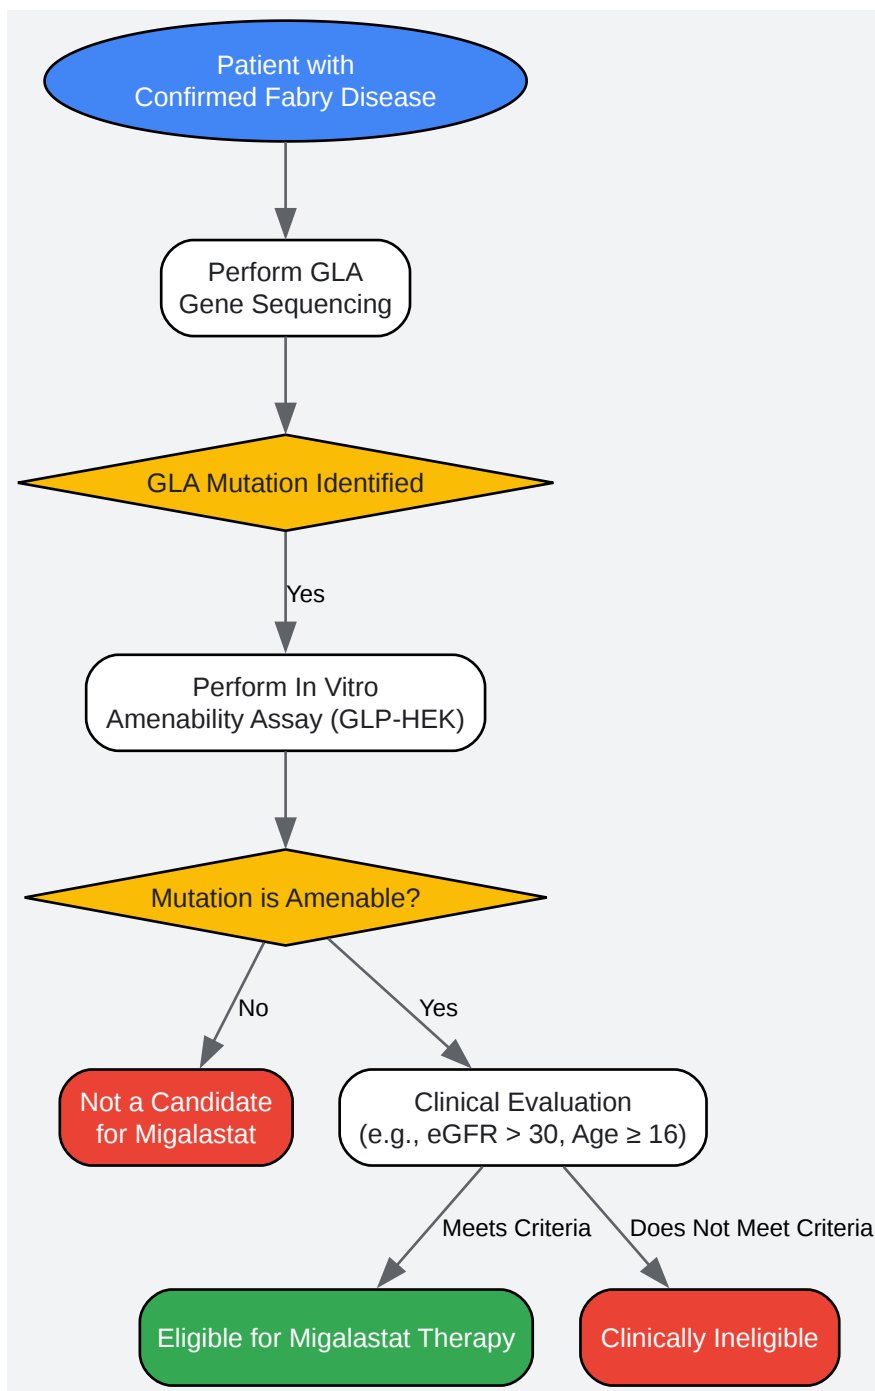 Patient with
Confirmed Fabry Disease
Perform GLA
Gene Sequencing
GLA Mutation Identified
Yes
Perform In Vitro
Amenability Assay (GLP-HEK)
Mutation is Amenable?
No
Yes
Not a Candidate
for Migalastat
Clinical Evaluation
(e.g., eGFR > 30, Age ≥ 16)
Meets Criteria
Does Not Meet Criteria
Eligible for Migalastat Therapy
Clinically Ineligible